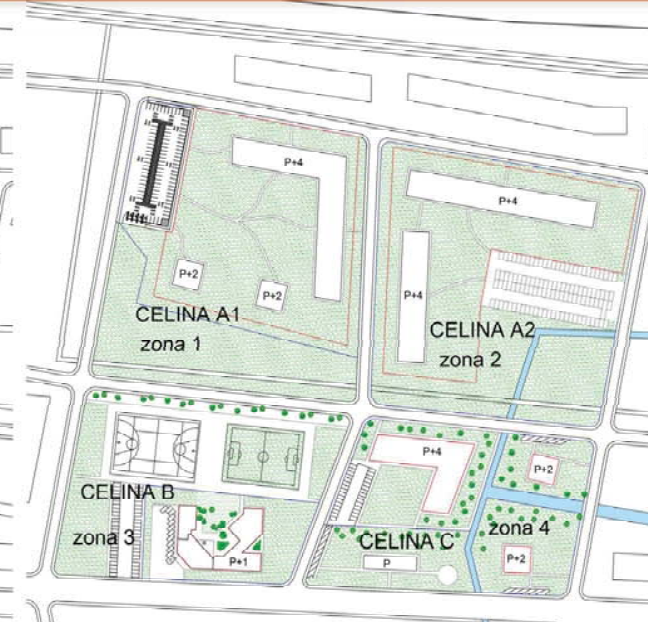 P+4
P+4
P+2
P+2
P+4
CELINA A1
zona 1
CELINA A2
zona 2
P+4
P+2
CELINA B
zona 3
CELINA C
zona 4
P+1
P
P+2